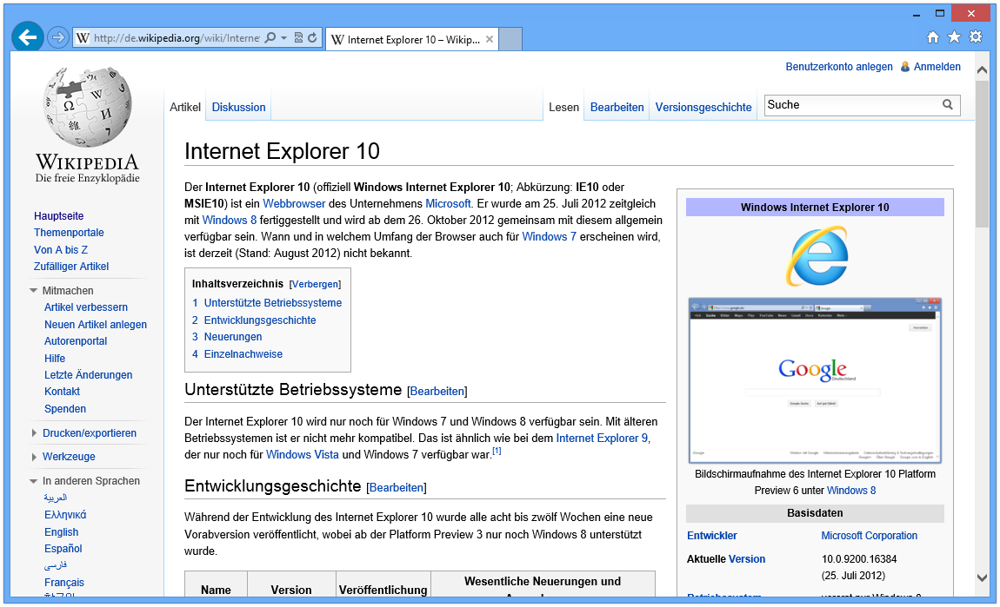 http://de.wikipedia.org/wiki/Interne
Internet Explorer 10 – Wikip...
Benutzerkonto anlegen Anmelden
Artikel Diskussion Lesen Bearbeiten Versionsgeschichte Suche
WIKIPEDIA
Die freie Enzyklopädie
Hauptseite
Themenportale
Von A bis Z
Zufälliger Artikel
Mitmachen
Artikel verbessern
Neuen Artikel anlegen
Autorenportal
Hilfe
Letzte Änderungen
Kontakt
Spenden
Drucken/exportieren
Werkzeuge
In anderen Sprachen
العربية
Ελληνικά
English
Español
فارسی
Français
Internet Explorer 10
Der Internet Explorer 10 (offiziell Windows Internet Explorer 10; Abkürzung: IE10 oder
MSIE10) ist ein Webbrowser des Unternehmens Microsoft. Er wurde am 25. Juli 2012 zeitgleich
mit Windows 8 fertiggestellt und wird ab dem 26. Oktober 2012 gemeinsam mit diesem allgemein
verfügbar sein. Wann und in welchem Umfang der Browser auch für Windows 7 erscheinen wird,
ist derzeit (Stand: August 2012) nicht bekannt.
Inhaltsverzeichnis [Verbergen]
1 Unterstützte Betriebssysteme
2 Entwicklungsgeschichte
3 Neuerungen
4 Einzelnachweise
Unterstützte Betriebssysteme [Bearbeiten]
Der Internet Explorer 10 wird nur noch für Windows 7 und Windows 8 verfügbar sein. Mit älteren
Betriebssystemen ist er nicht mehr kompatibel. Das ist ähnlich wie bei dem Internet Explorer 9,
der nur noch für Windows Vista und Windows 7 verfügbar war.[1]
Entwicklungsgeschichte [Bearbeiten]
Während der Entwicklung des Internet Explorer 10 wurde alle acht bis zwölf Wochen eine neue
Vorabversion veröffentlicht, wobei ab der Platform Preview 3 nur noch Windows 8 unterstützt
wurde.
Name Version Veröffentlichung Wesentliche Neuerungen und
Windows Internet Explorer 10
Google
Deutschland
Bildschirmaufnahme des Internet Explorer 10 Platform
Preview 6 unter Windows 8
Basisdaten
Entwickler Microsoft Corporation
Aktuelle Version 10.0.9200.16384
(25. Juli 2012)